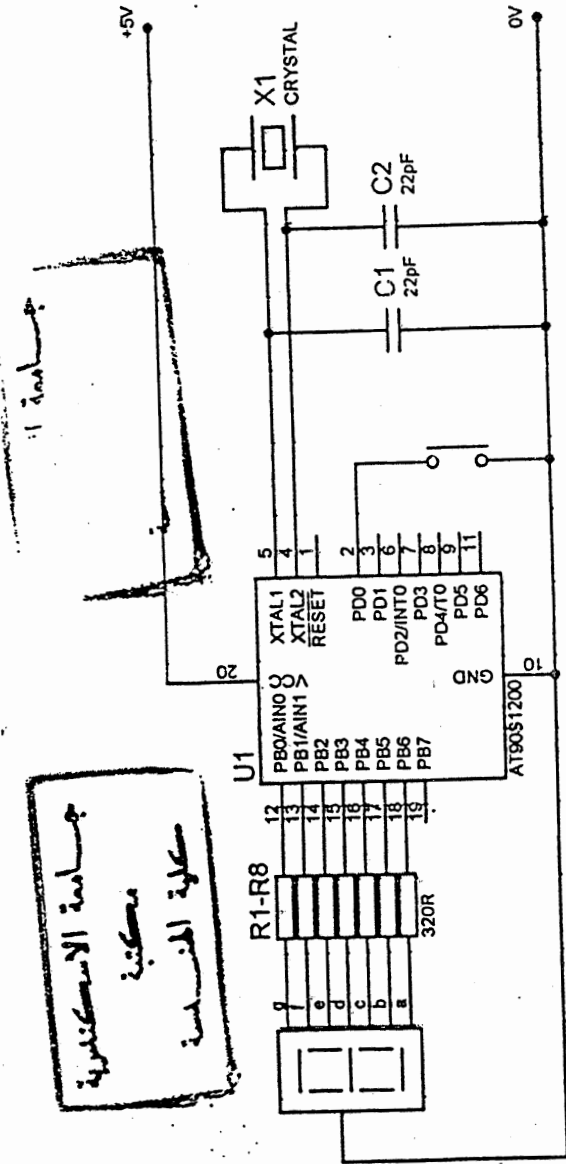 +5V
0V
X1
CRYSTAL
C2
22pF
C1
22pF
5
4
1
2
3
6
7
8
9
11
XTAL1
XTAL2
RESET
PD0
PD1
PD2/INT0
PD3
PD4/T0
PD5
PD6
20
10
GND
U1
PB0/AIN0
PB1/AIN1
PB2
PB3
PB4
PB5
PB6
PB7
AT90S1200
12
13
14
15
16
17
18
19
R1-R8
320R
g
f
e
d
c
b
a
جامعة الاسكندرية
مكتبة
كلية الهندسة